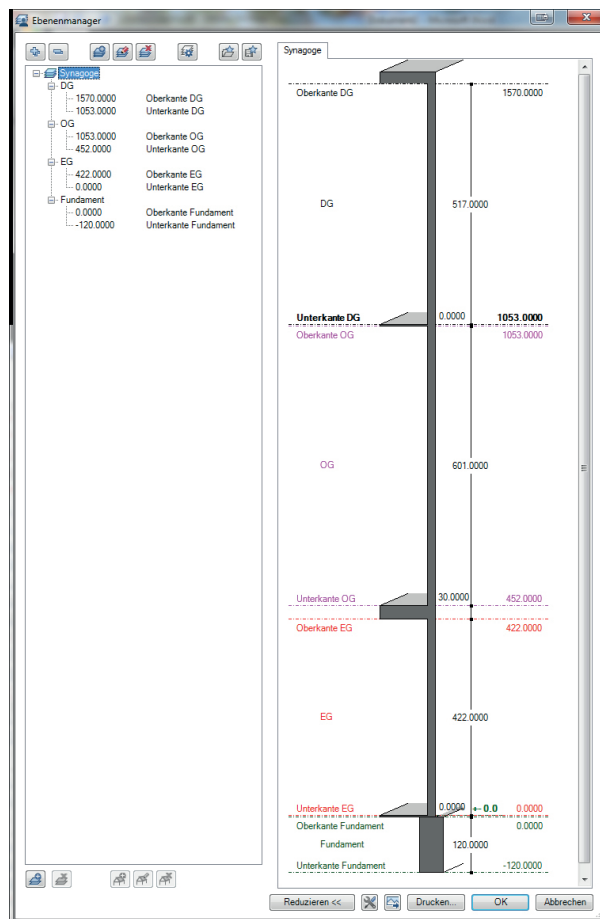 Ebenenmanager
Synagoge
DG
1570.0000 Oberkante DG
1053.0000 Unterkante DG
OG
1053.0000 Oberkante OG
452.0000 Unterkante OG
EG
422.0000 Oberkante EG
0.0000 Unterkante EG
Fundament
0.0000 Oberkante Fundament
-120.0000 Unterkante Fundament
Synagoge
Oberkante DG 1570.0000
DG 517.0000
Unterkante DG 0.0000 1053.0000
Oberkante OG 1053.0000
OG 601.0000
Unterkante OG 30.0000 452.0000
Oberkante EG 422.0000
EG 422.0000
Unterkante EG 0.0000 +-0.0 0.0000
Oberkante Fundament 0.0000
Fundament 120.0000
Unterkante Fundament -120.0000
Reduzieren << Drucken... OK Abbrechen